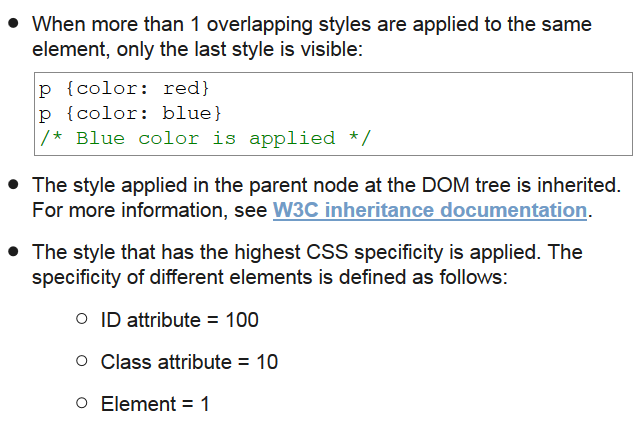 ● When more than 1 overlapping styles are applied to the same
element, only the last style is visible:
p {color: red}
p {color: blue}
/* Blue color is applied */
● The style applied in the parent node at the DOM tree is inherited.
For more information, see W3C inheritance documentation.
● The style that has the highest CSS specificity is applied. The
specificity of different elements is defined as follows:
○ ID attribute = 100
○ Class attribute = 10
○ Element = 1